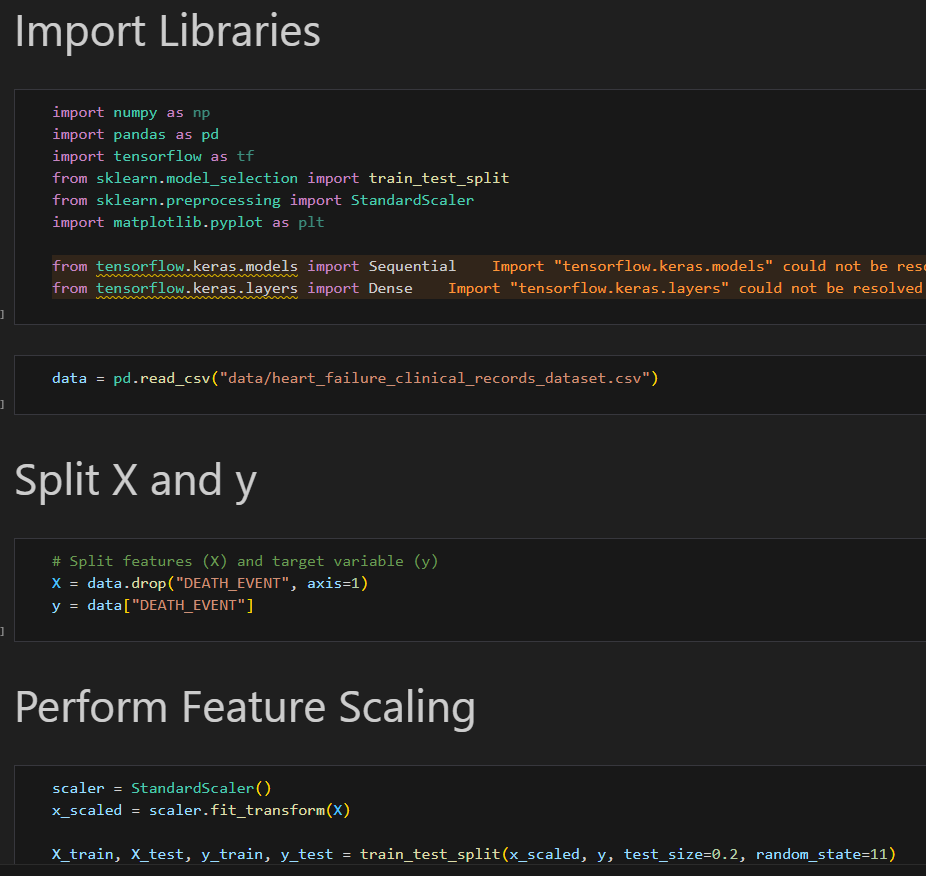 Import Libraries
import numpy as np
import pandas as pd
import tensorflow as tf
from sklearn.model_selection import train_test_split
from sklearn.preprocessing import StandardScaler
import matplotlib.pyplot as plt
from tensorflow.keras.models import Sequential Import "tensorflow.keras.models" could not be
from tensorflow.keras.layers import Dense Import "tensorflow.keras.layers" could not be resolved
]
data = pd.read_csv("data/heart_failure_clinical_records_dataset.csv")
]
Split X and y
# Split features (X) and target variable (y)
X = data.drop("DEATH_EVENT", axis=1)
y = data["DEATH_EVENT"]
]
Perform Feature Scaling
scaler = StandardScaler()
x_scaled = scaler.fit_transform(X)
X_train, X_test, y_train, y_test = train_test_split(x_scaled, y, test_size=0.2, random_state=11)